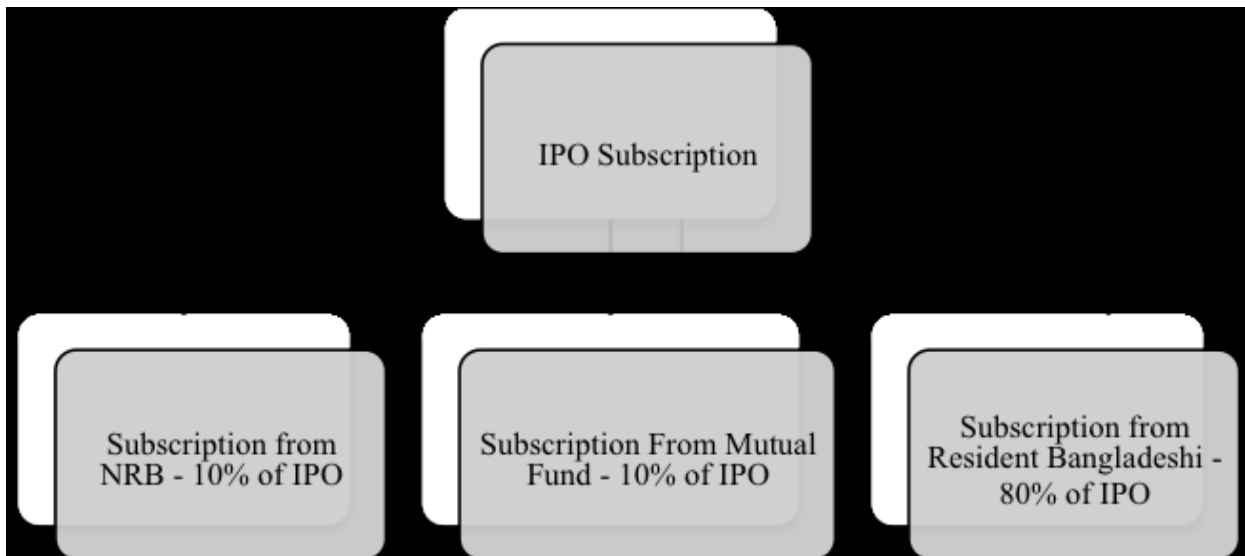 IPO Subscription
Subscription from
NRB - 10% of IPO
Subscription From Mutual
Fund - 10% of IPO
Subscription from
Resident Bangladeshi -
80% of IPO